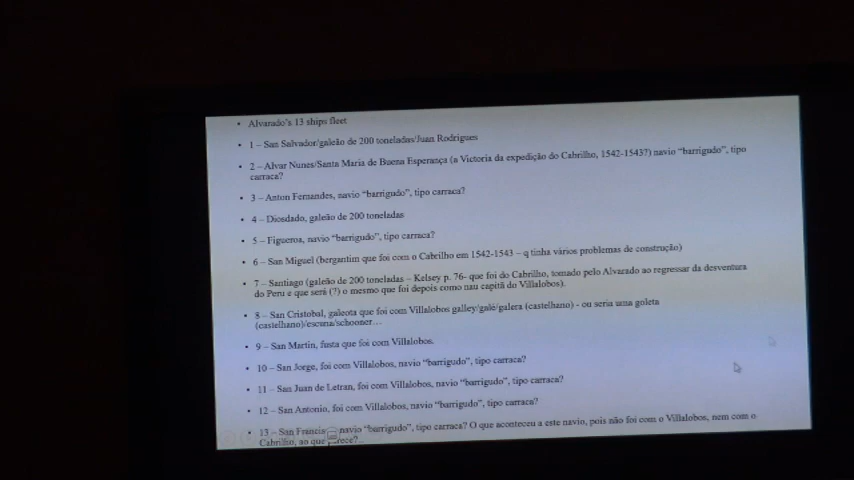 • Alvarado's 13 ships fleet
• 1 – San Salvador/galeão de 200 toneladas/Juan Rodrigues
• 2 – Alvar Nunes/Santa Maria de Buena Esperança (a Victoria da expedição do Cabrilho, 1542-1543?) navio "barrigudo", tipo
carraca?
• 3 – Anton Fernandes, navio "barrigudo", tipo carraca?
• 4 – Diosdado, galeão de 200 toneladas
• 5 – Figueroa, navio "barrigudo", tipo carraca?
• 6 – San Miguel (bergantim que foi com o Cabrilho em 1542-1543 – q tinha vários problemas de construção)
• 7 – Santiago (galeão de 200 toneladas – Kelsey p. 76- que foi do Cabrilho, tomado pelo Alvarado ao regressar da desventura
do Peru e que será (?) o mesmo que foi depois como nau capitã do Villalobos).
• 8 – San Cristobal, galeota que foi com Villalobos galley/galé/galera (castelhano) - ou seria uma goleta
(castelhano)/escuna/schooner…
• 9 – San Martin, fusta que foi com Villalobos.
• 10 – San Jorge, foi com Villalobos, navio "barrigudo", tipo carraca?
• 11 – San Juan de Letran, foi com Villalobos, navio "barrigudo", tipo carraca?
• 12 – San Antonio, foi com Villalobos, navio "barrigudo", tipo carraca?
• 13 – San navio "barrigudo", tipo carraca? O que aconteceu a este navio, pois não foi com o Villalobos, nem com o
Cabrilho, ao que